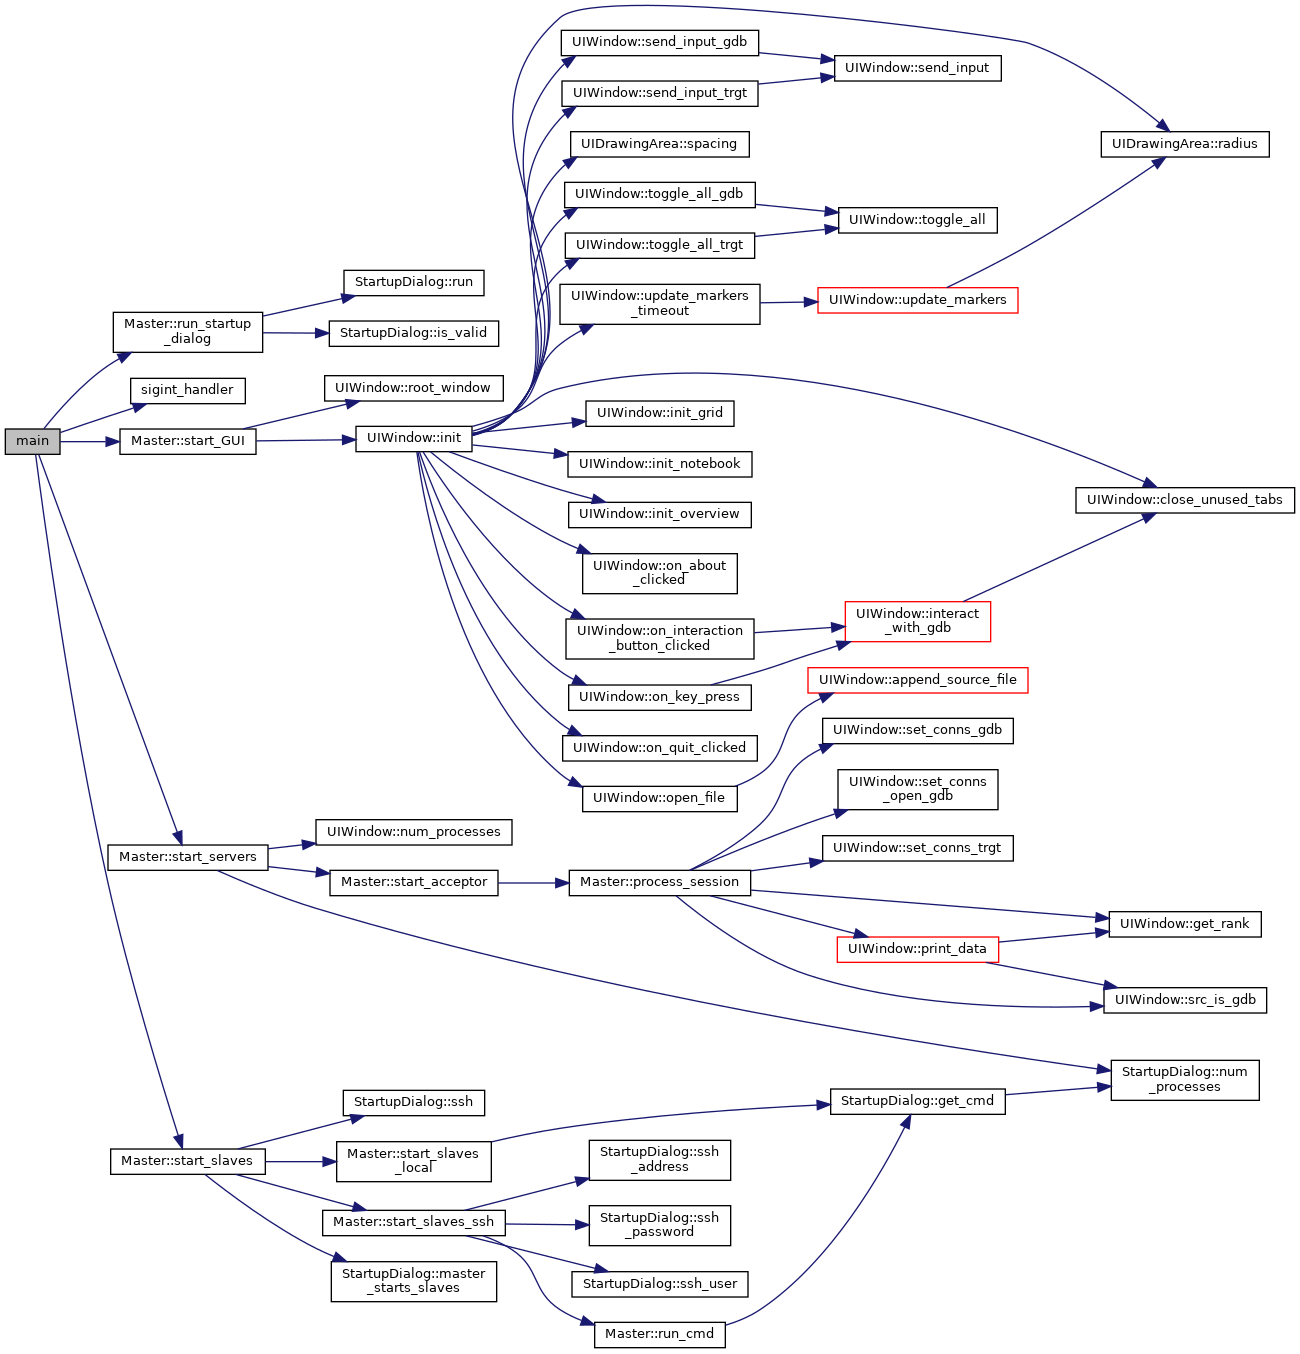 main
Master::run_startup
_dialog
StartupDialog::run
StartupDialog::is_valid
sigint_handler
Master::start_GUI
UIWindow::root_window
UIWindow::init
UIWindow::send_input_gdb
UIWindow::send_input_trgt
UIWindow::send_input
UIDrawingArea::spacing
UIDrawingArea::radius
UIWindow::toggle_all_gdb
UIWindow::toggle_all_trgt
UIWindow::toggle_all
UIWindow::update_markers
_timeout
UIWindow::update_markers
UIWindow::init_grid
UIWindow::init_notebook
UIWindow::init_overview
UIWindow::close_unused_tabs
UIWindow::on_about
_clicked
UIWindow::on_interaction
_button_clicked
UIWindow::interact
_with_gdb
UIWindow::on_key_press
UIWindow::on_quit_clicked
UIWindow::open_file
UIWindow::append_source_file
Master::start_servers
UIWindow::num_processes
Master::start_acceptor
Master::process_session
UIWindow::set_conns_gdb
UIWindow::set_conns
_open_gdb
UIWindow::set_conns_trgt
UIWindow::get_rank
UIWindow::print_data
UIWindow::src_is_gdb
StartupDialog::num
_processes
Master::start_slaves
StartupDialog::ssh
Master::start_slaves
_local
StartupDialog::get_cmd
Master::start_slaves_ssh
StartupDialog::ssh
_address
StartupDialog::ssh
_password
StartupDialog::ssh_user
StartupDialog::master
_starts_slaves
Master::run_cmd